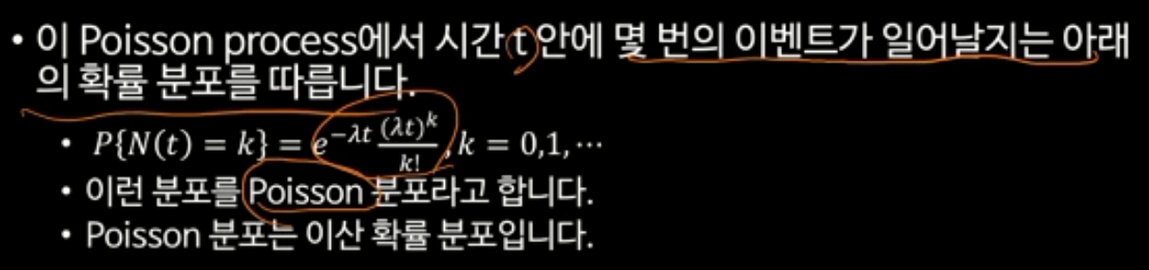 • 이 Poisson process에서 시간 t 안에 몇 번의 이벤트가 일어날지는 아래
의 확률 분포를 따릅니다.
• P{N(t) = k} = e^{-λt} \frac{(λt)^k}{k!}, k = 0,1,⋯
• 이런 분포를 Poisson 분포라고 합니다.
• Poisson 분포는 이산 확률 분포입니다.